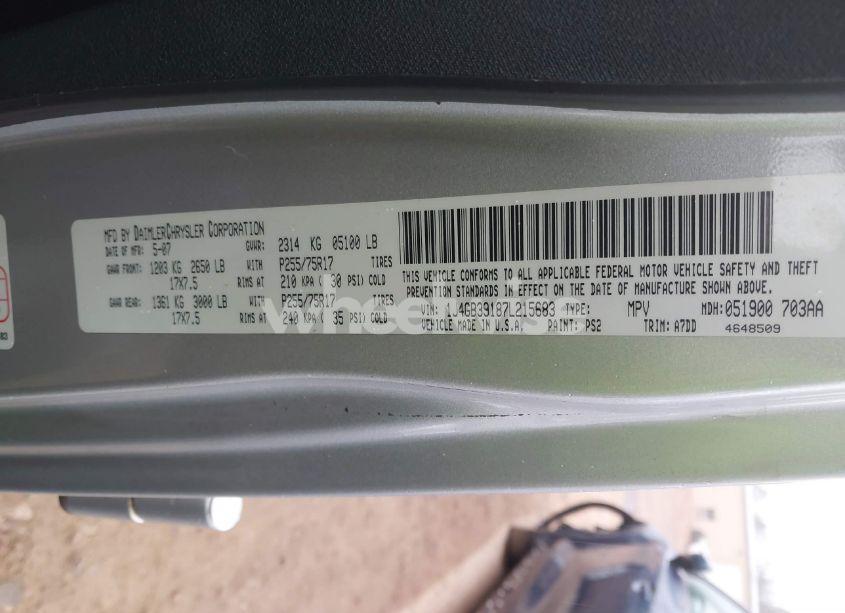 MFD BY DAIMLERCHRYSLER CORPORATION
DATE OF MFR: 5-07 GVWR: 2314 KG 05100 LB
GAWR FRONT: 1203 KG 2650 LB WITH P255/75R17 TIRES
17X7.5 RIMS AT 210 KPA ( 30 PSI) COLD
GAWR REAR: 1361 KG 3000 LB WITH P255/75R17 TIRES
17X7.5 RIMS AT 240 KPA ( 35 PSI) COLD
THIS VEHICLE CONFORMS TO ALL APPLICABLE FEDERAL MOTOR VEHICLE SAFETY AND THEFT
PREVENTION STANDARDS IN EFFECT ON THE DATE OF MANUFACTURE SHOWN ABOVE.
VIN: 1J4GB39187L215683 TYPE: MPV MDH: 051900 703AA
VEHICLE MADE IN U.S.A. PAINT: PS2 TRIM: A7DD 4648509